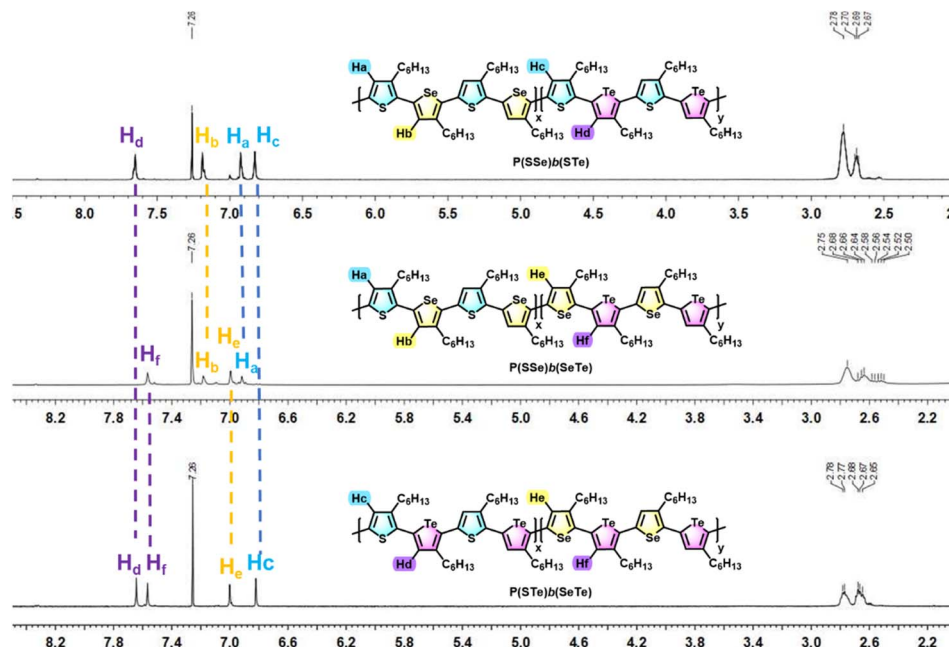 7.26
2.78
2.70
2.69
2.67
Ha C6H13 C6H13 Hc C6H13 C6H13
Se Se Te Te
S S x S S y
Hb C6H13 C6H13 Hd C6H13 C6H13
P(SSe)b(STe)
Hd Hb Ha Hc
5 8.0 7.5 7.0 6.5 6.0 5.5 5.0 4.5 4.0 3.5 3.0 2.5 2
7.26
2.75
2.68
2.66
2.64
2.58
2.56
2.54
2.52
2.50
Ha C6H13 C6H13 He C6H13 C6H13
Se Se Te Te
S S x Se Se y
Hb C6H13 C6H13 Hf C6H13 C6H13
P(SSe)b(SeTe)
Hf Hb He Ha
8.2 7.8 7.4 7.0 6.6 6.2 5.8 5.4 5.0 4.6 4.2 3.8 3.4 3.0 2.6 2.2
7.26
2.78
2.77
2.68
2.67
2.65
Hc C6H13 C6H13 He C6H13 C6H13
Te Te Te Te
S S x Se Se y
Hd C6H13 C6H13 Hf C6H13 C6H13
P(STe)b(SeTe)
Hd Hf He Hc
8.2 7.8 7.4 7.0 6.6 6.2 5.8 5.4 5.0 4.6 4.2 3.8 3.4 3.0 2.6 2.2